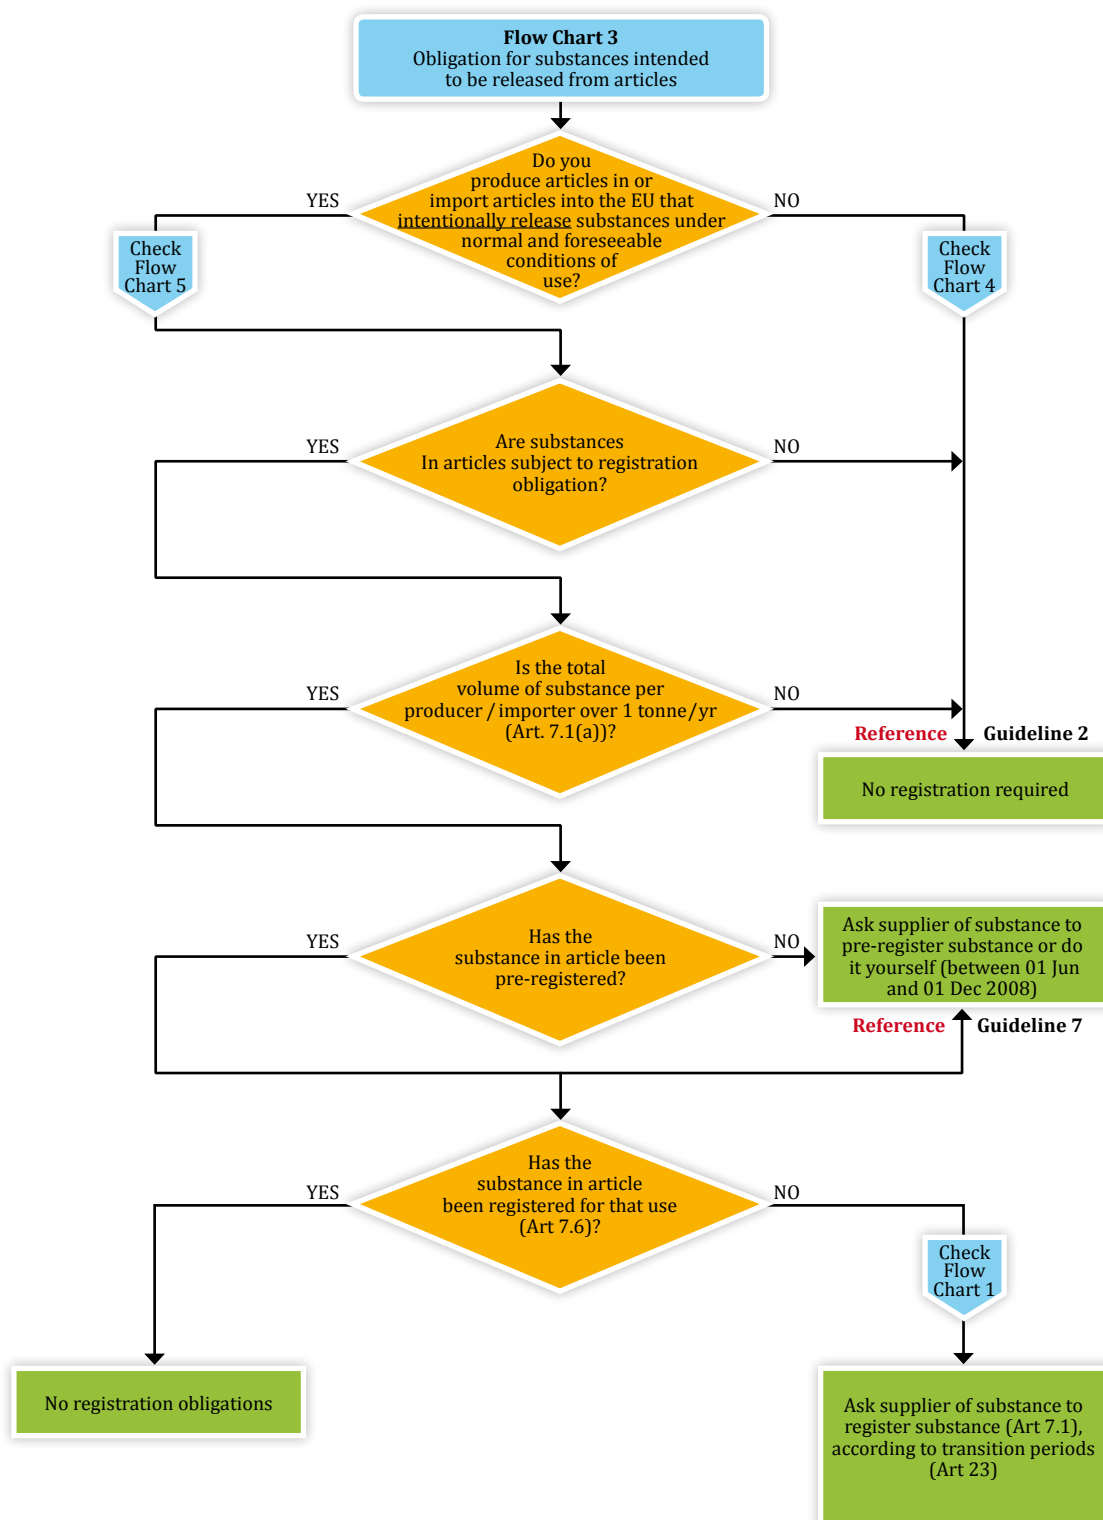 Flow Chart 3
Obligation for substances intended
to be released from articles
Do you
produce articles in or
import articles into the EU that
intentionally release substances under
normal and foreseeable
conditions of
use?
YES
NO
Check
Flow
Chart 5
Check
Flow
Chart 4
Are substances
In articles subject to registration
obligation?
YES
NO
Is the total
volume of substance per
producer / importer over 1 tonne/yr
(Art. 7.1(a))?
YES
NO
Reference Guideline 2
No registration required
Has the
substance in article been
pre-registered?
YES
NO
Ask supplier of substance to
pre-register substance or do
it yourself (between 01 Jun
and 01 Dec 2008)
Reference Guideline 7
Has the
substance in article
been registered for that use
(Art 7.6)?
YES
NO
Check
Flow
Chart 1
No registration obligations
Ask supplier of substance to
register substance (Art 7.1),
according to transition periods
(Art 23)